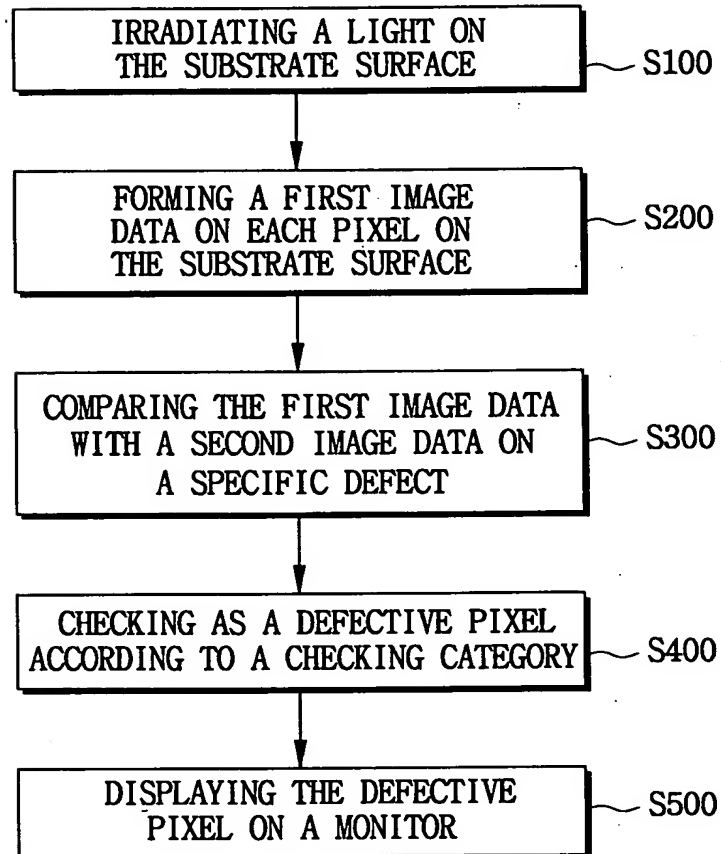 IRRADIATING A LIGHT ON
THE SUBSTRATE SURFACE
S100
FORMING A FIRST IMAGE
DATA ON EACH PIXEL ON
THE SUBSTRATE SURFACE
S200
COMPARING THE FIRST IMAGE DATA
WITH A SECOND IMAGE DATA ON
A SPECIFIC DEFECT
S300
CHECKING AS A DEFECTIVE PIXEL
ACCORDING TO A CHECKING CATEGORY
S400
DISPLAYING THE DEFECTIVE
PIXEL ON A MONITOR
S500